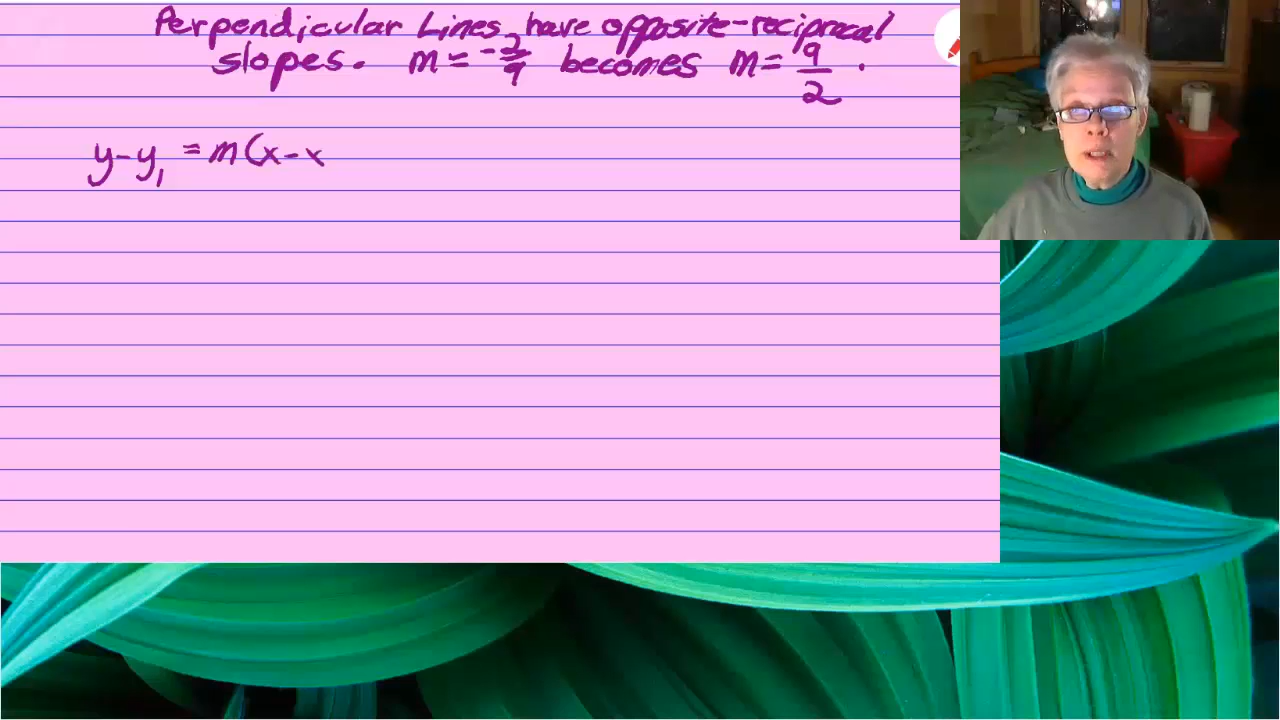 Perpendicular Lines have opposite-reciprocal
slopes. m = -2/9 becomes m = 9/2.
y-y₁ = m(x-x